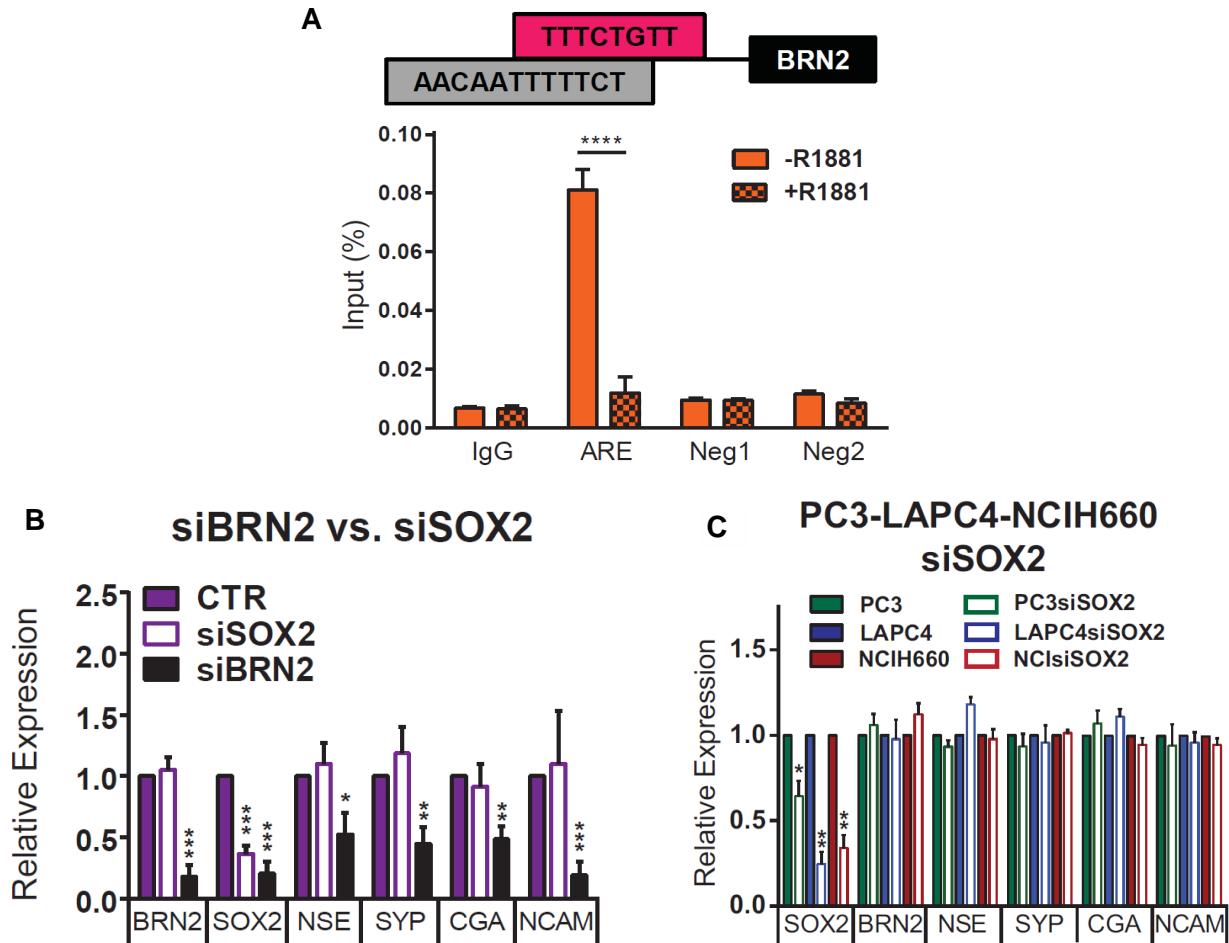 A
TTTCTGTT
AACAATTTTTCT
BRN2
Input (%)
0.10
0.08
0.06
0.04
0.02
0.00
****
-R1881
+R1881
IgG ARE Neg1 Neg2
B
siBRN2 vs. siSOX2
Relative Expression
2.5
2.0
1.5
1.0
0.5
0.0
CTR
siSOX2
siBRN2
***
***
***
*
**
**
***
BRN2 SOX2 NSE SYP CGA NCAM
C
PC3-LAPC4-NCIH660
siSOX2
Relative Expression
1.5
1.0
0.5
0.0
PC3 PC3siSOX2
LAPC4 LAPC4siSOX2
NCIH660 NCIsiSOX2
*
**
**
SOX2 BRN2 NSE SYP CGA NCAM